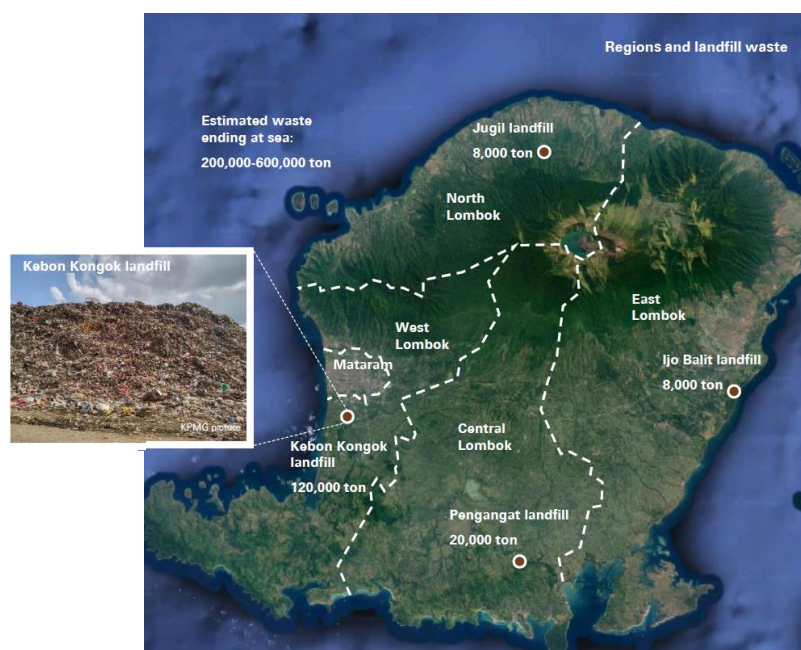 Regions and landfill waste
Estimated waste
ending at sea:
200,000-600,000 ton
Jugil landfill
8,000 ton
North
Lombok
Kebon Kongok landfill
KPMG picture
West
Lombok
East
Lombok
Mataram
Ijo Balit landfill
8,000 ton
Kebon Kongok
landfill
120,000 ton
Central
Lombok
Pengangat landfill
20,000 ton